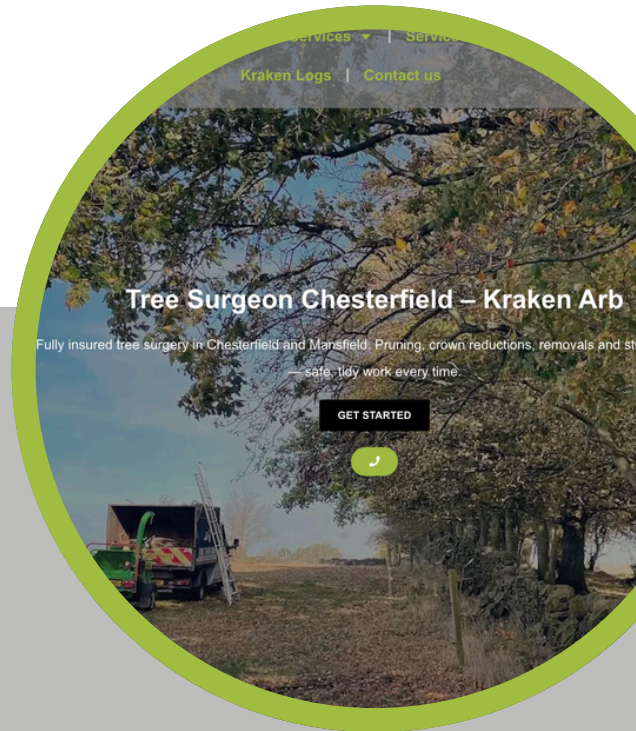 Services | Service
Kraken Logs | Contact us
Tree Surgeon Chesterfield – Kraken Arb
Fully insured tree surgery in Chesterfield and Mansfield. Pruning, crown reductions, removals and
— safe, tidy work every time.
GET STARTED